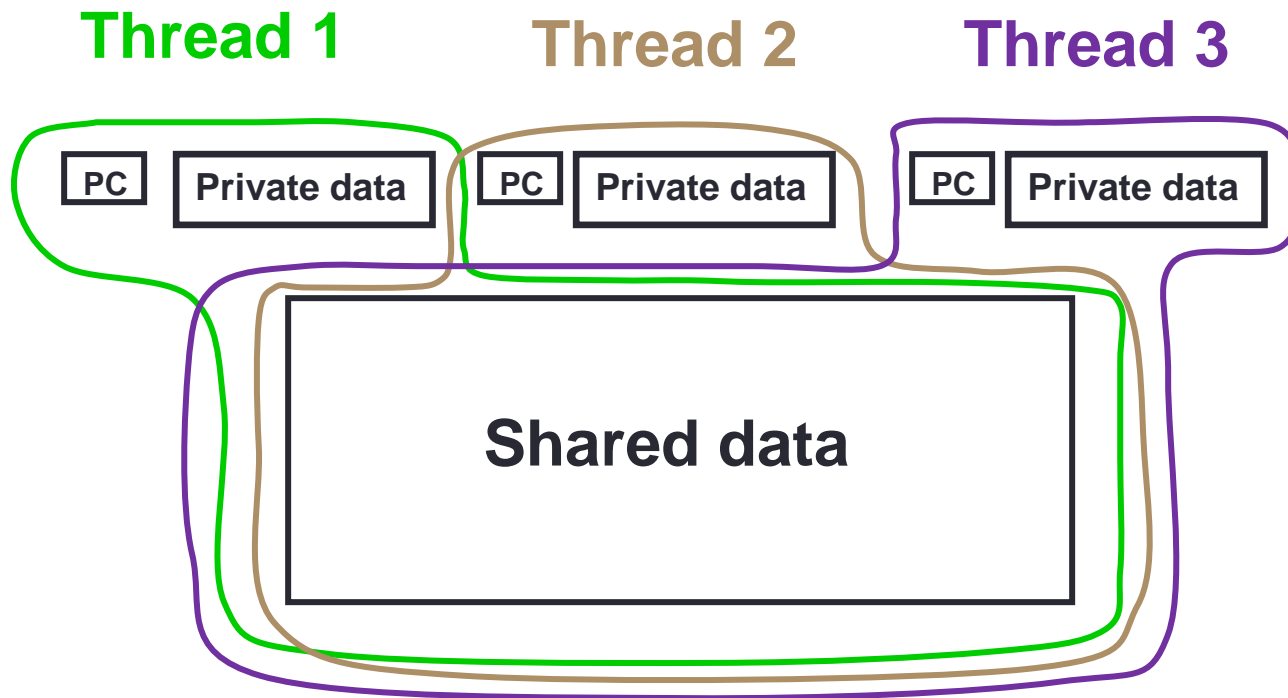 Thread 1 Thread 2 Thread 3
PC Private data PC Private data PC Private data
Shared data